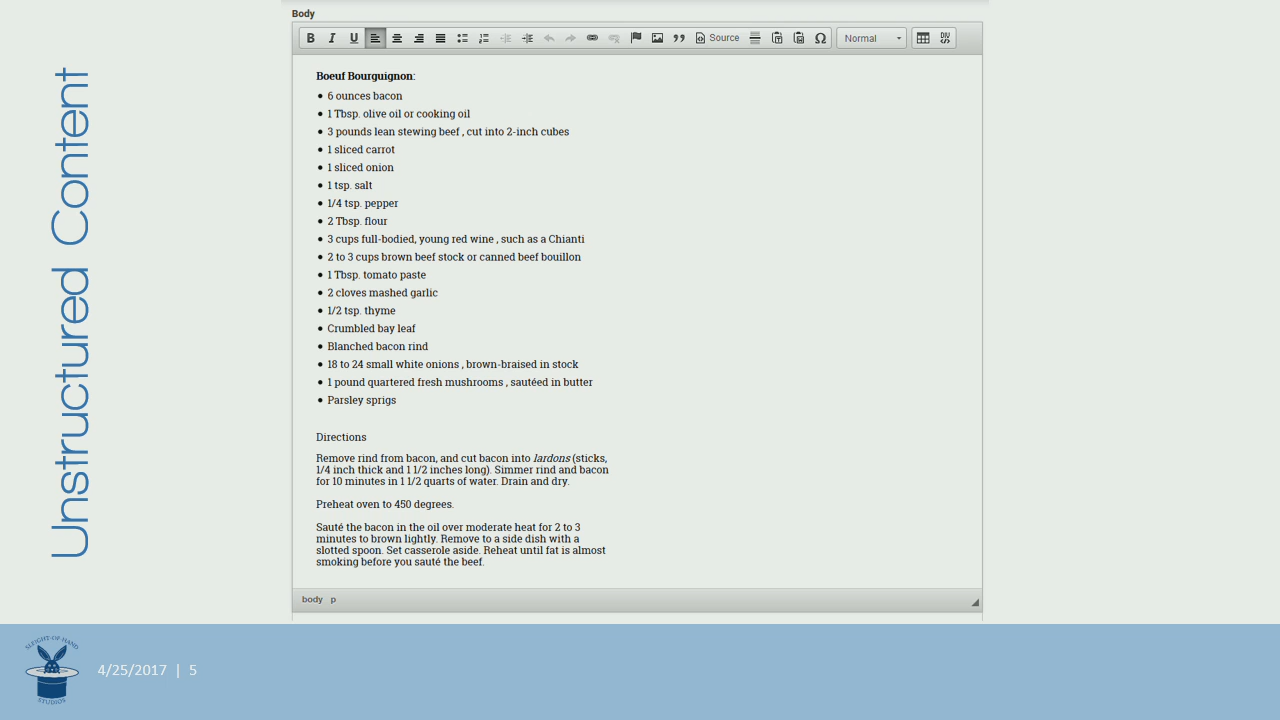 Body
B I U Source Ω Normal DIV
Unstructured Content
Boeuf Bourguignon:
• 6 ounces bacon
• 1 Tbsp. olive oil or cooking oil
• 3 pounds lean stewing beef , cut into 2-inch cubes
• 1 sliced carrot
• 1 sliced onion
• 1 tsp. salt
• 1/4 tsp. pepper
• 2 Tbsp. flour
• 3 cups full-bodied, young red wine , such as a Chianti
• 2 to 3 cups brown beef stock or canned beef bouillon
• 1 Tbsp. tomato paste
• 2 cloves mashed garlic
• 1/2 tsp. thyme
• Crumbled bay leaf
• Blanched bacon rind
• 18 to 24 small white onions , brown-braised in stock
• 1 pound quartered fresh mushrooms , sautéed in butter
• Parsley sprigs
Directions
Remove rind from bacon, and cut bacon into lardons (sticks,
1/4 inch thick and 1 1/2 inches long). Simmer rind and bacon
for 10 minutes in 1 1/2 quarts of water. Drain and dry.
Preheat oven to 450 degrees.
Sauté the bacon in the oil over moderate heat for 2 to 3
minutes to brown lightly. Remove to a side dish with a
slotted spoon. Set casserole aside. Reheat until fat is almost
smoking before you sauté the beef.
body p
SLEIGHT-OF-HAND
STUDIOS
4/25/2017 | 5